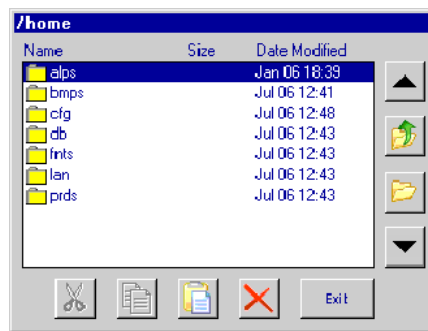 /home
Name Size Date Modified
alps Jan 06 18:39
bmps Jul 06 12:41
cfg Jul 06 12:48
db Jul 06 12:43
fnts Jul 06 12:43
lan Jul 06 12:43
prds Jul 06 12:43
Exit